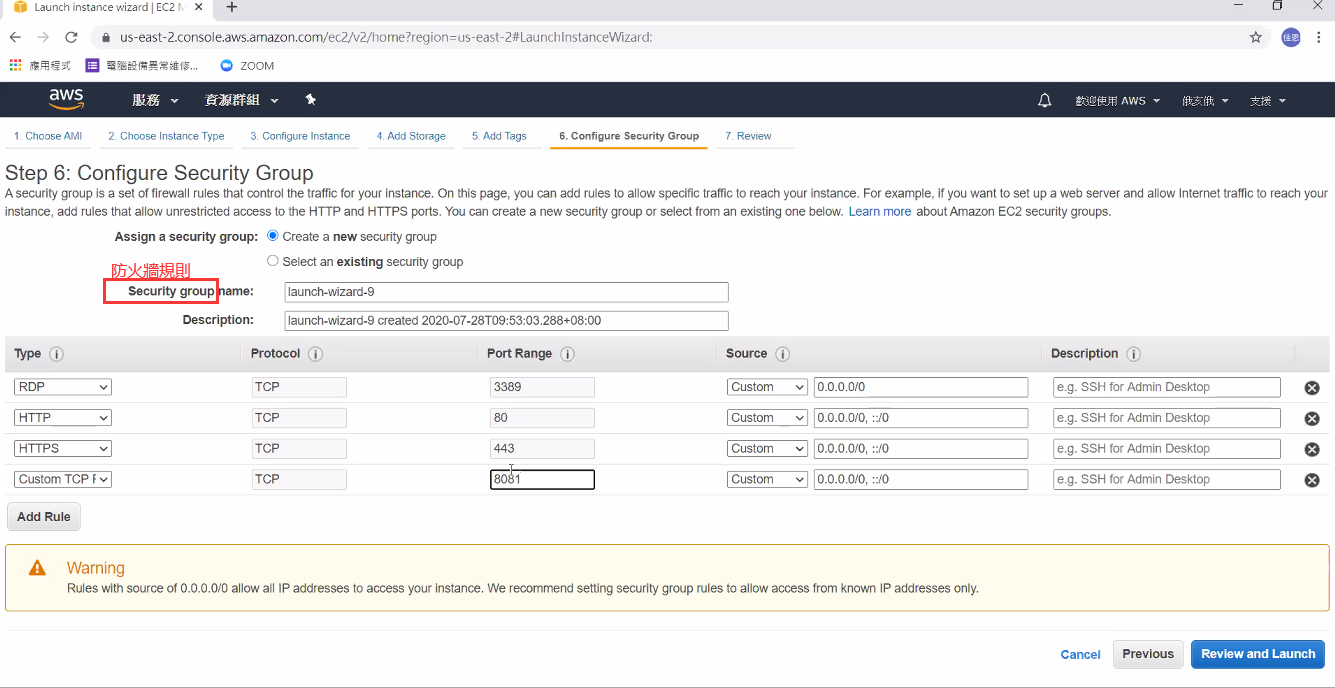 Launch instance wizard | EC2 M
us-east-2.console.aws.amazon.com/ec2/v2/home?region=us-east-2#LaunchInstanceWizard:
佳恩
應用程式 電腦設備異常維修... ZOOM
aws 服務 資源群組 歡迎使用 AWS 俄亥俄 支援
1. Choose AMI 2. Choose Instance Type 3. Configure Instance 4. Add Storage 5. Add Tags 6. Configure Security Group 7. Review
Step 6: Configure Security Group
A security group is a set of firewall rules that control the traffic for your instance. On this page, you can add rules to allow specific traffic to reach your instance. For example, if you want to set up a web server and allow Internet traffic to reach your
instance, add rules that allow unrestricted access to the HTTP and HTTPS ports. You can create a new security group or select from an existing one below. Learn more about Amazon EC2 security groups.
Assign a security group: Create a new security group
Select an existing security group
防火牆規則
Security group name: launch-wizard-9
Description: launch-wizard-9 created 2020-07-28T09:53:03.288+08:00
Type Protocol Port Range Source Description
RDP TCP 3389 Custom 0.0.0.0/0 e.g. SSH for Admin Desktop
HTTP TCP 80 Custom 0.0.0.0/0, ::/0 e.g. SSH for Admin Desktop
HTTPS TCP 443 Custom 0.0.0.0/0, ::/0 e.g. SSH for Admin Desktop
Custom TCP F TCP 8081 Custom 0.0.0.0/0, ::/0 e.g. SSH for Admin Desktop
Add Rule
Warning
Rules with source of 0.0.0.0/0 allow all IP addresses to access your instance. We recommend setting security group rules to allow access from known IP addresses only.
Cancel Previous Review and Launch